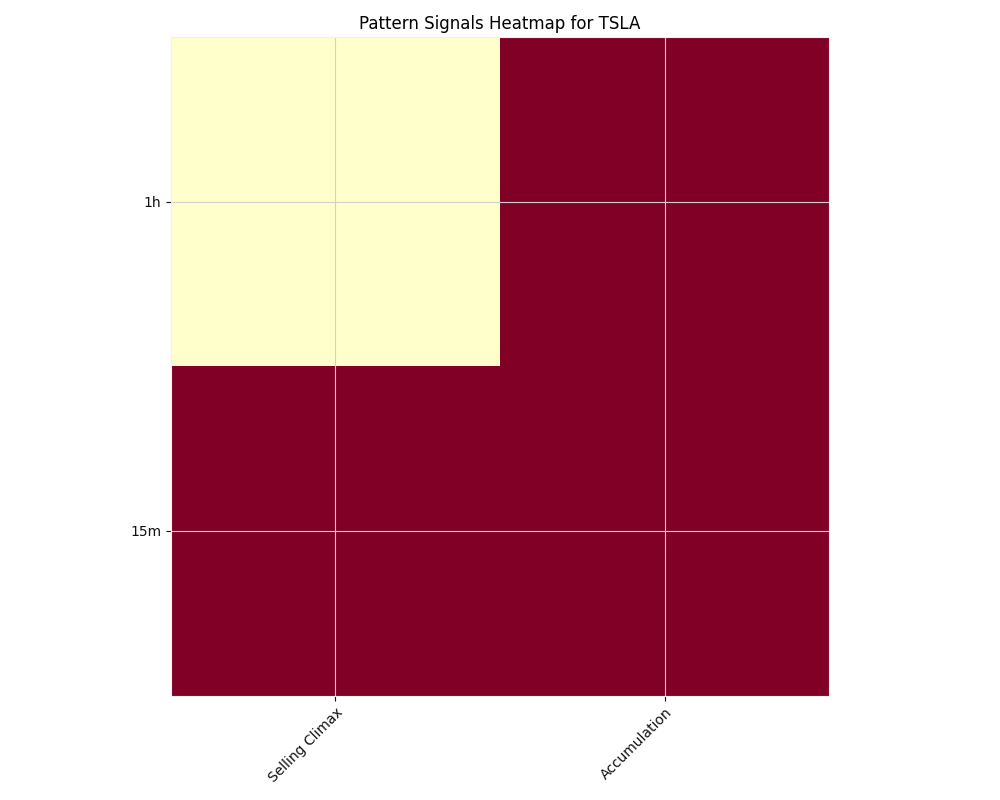 Pattern Signals Heatmap for TSLA
1h
15m
Selling Climax
Accumulation